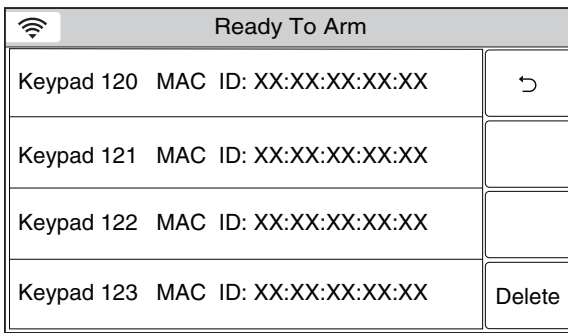 Ready To Arm
Keypad 120 MAC ID: XX:XX:XX:XX:XX
Keypad 121 MAC ID: XX:XX:XX:XX:XX
Keypad 122 MAC ID: XX:XX:XX:XX:XX
Keypad 123 MAC ID: XX:XX:XX:XX:XX
Delete